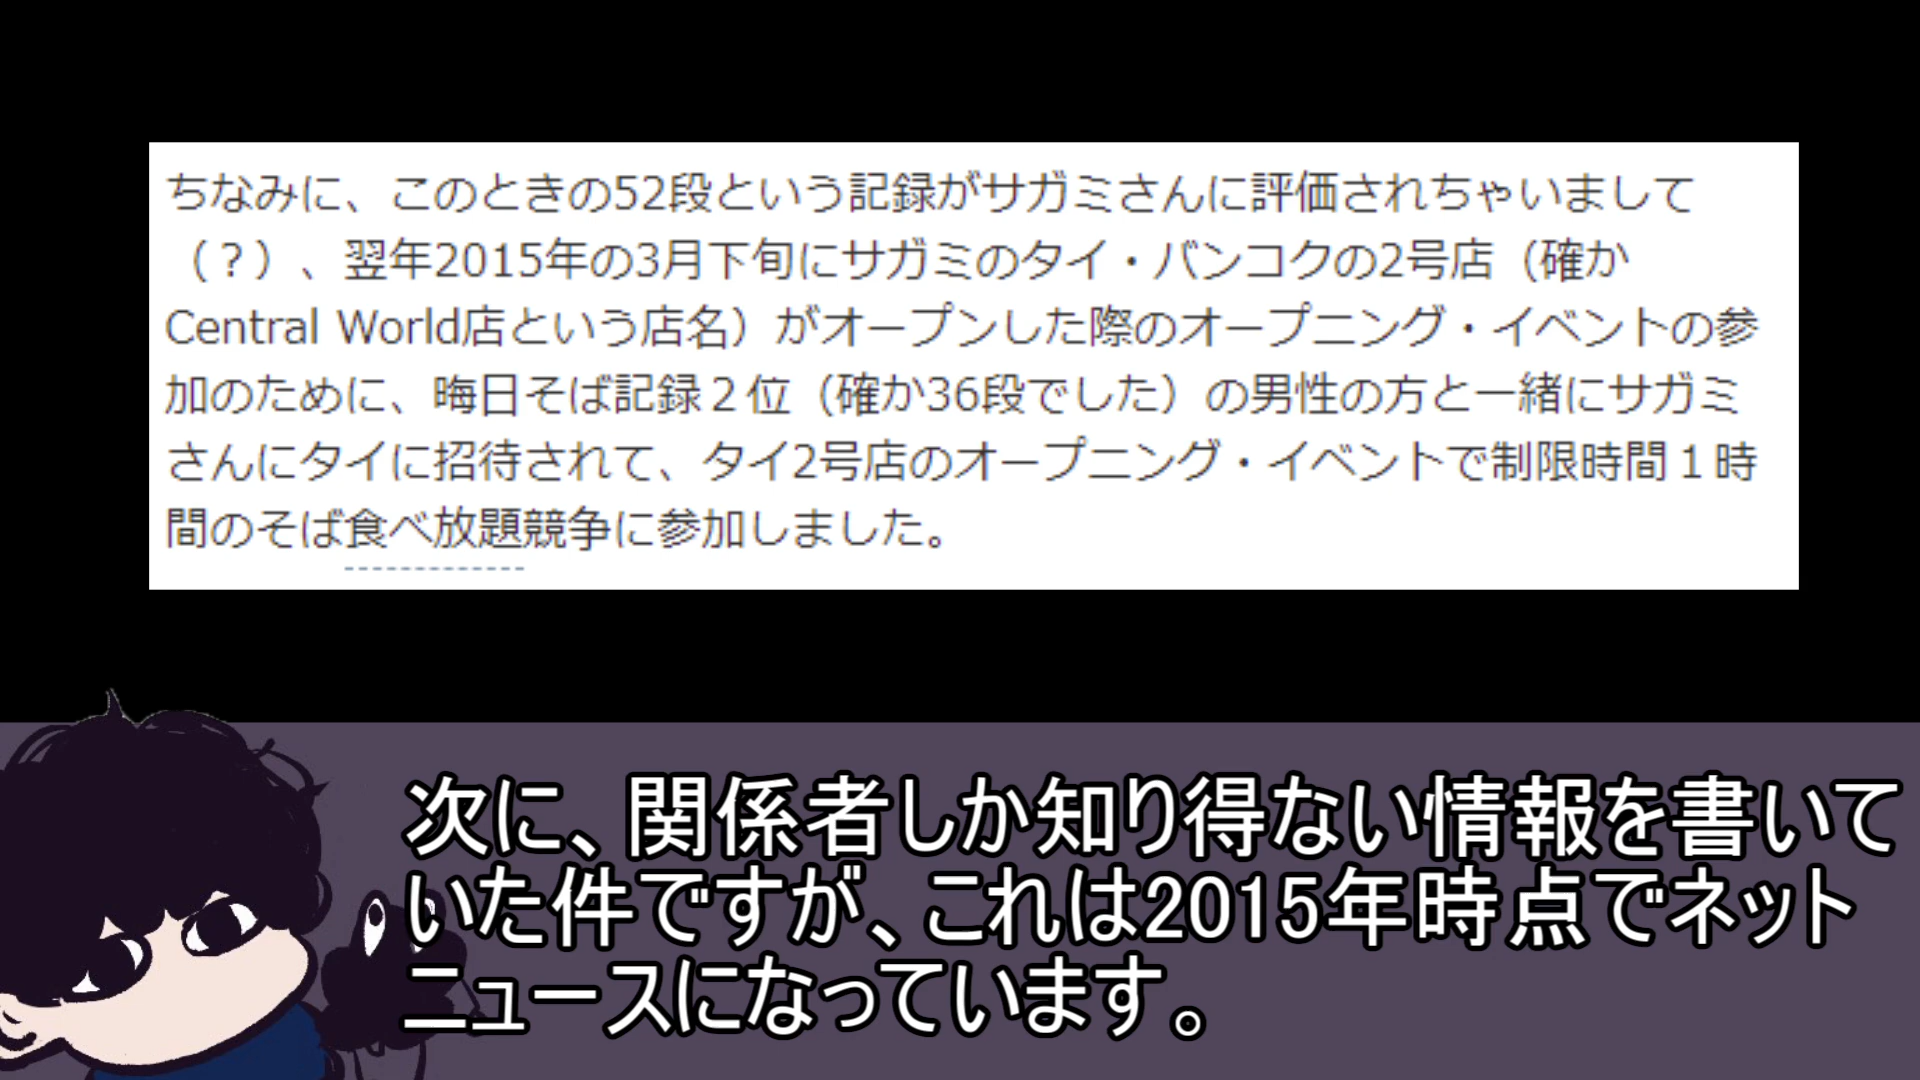 ちなみに、このときの52段という記録がサガミさんに評価されちゃいまして
（？）、翌年2015年の3月下旬にサガミのタイ・バンコクの2号店（確か
Central World店という店名）がオープンした際のオープニング・イベントの参
加のために、晦日そば記録２位（確か36段でした）の男性の方と一緒にサガミ
さんにタイに招待されて、タイ2号店のオープニング・イベントで制限時間１時
間のそば食べ放題競争に参加しました。
次に、関係者しか知り得ない情報を書いて
いた件ですが、これは2015年時点でネット
ニュースになっています。